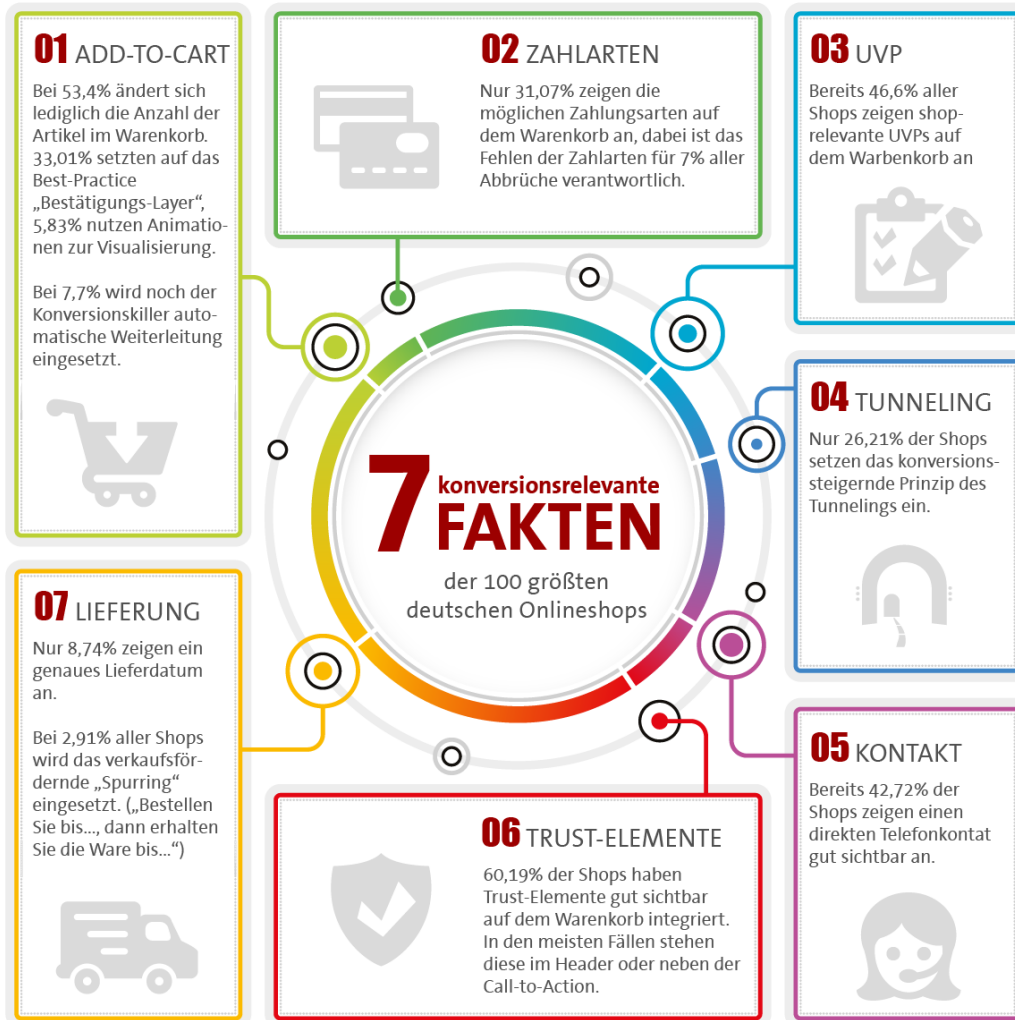 01 ADD-TO-CART
Bei 53,4% ändert sich
lediglich die Anzahl der
Artikel im Warenkorb.
33,01% setzten auf das
Best-Practice
„Bestätigungs-Layer“,
5,83% nutzen Animatio-
nen zur Visualisierung.
Bei 7,7% wird noch der
Konversionskiller auto-
matische Weiterleitung
eingesetzt.
02 ZAHLARTEN
Nur 31,07% zeigen die
möglichen Zahlungsarten auf
dem Warenkorb an, dabei ist das
Fehlen der Zahlarten für 7% aller
Abbrüche verantwortlich.
03 UVP
Bereits 46,6% aller
Shops zeigen shop-
relevante UVPs auf
dem Warbenkorb an
04 TUNNELING
Nur 26,21% der Shops
setzen das konversions-
steigernde Prinzip des
Tunnelings ein.
7 konversionsrelevante
FAKTEN
der 100 größten
deutschen Onlineshops
05 KONTAKT
Bereits 42,72% der
Shops zeigen einen
direkten Telefonkontat
gut sichtbar an.
06 TRUST-ELEMENTE
60,19% der Shops haben
Trust-Elemente gut sichtbar
auf dem Warenkorb integriert.
In den meisten Fällen stehen
diese im Header oder neben der
Call-to-Action.
07 LIEFERUNG
Nur 8,74% zeigen ein
genaues Lieferdatum
an.
Bei 2,91% aller Shops
wird das verkaufsför-
dernde „Spurring“
eingesetzt. („Bestellen
Sie bis..., dann erhalten
Sie die Ware bis...“)